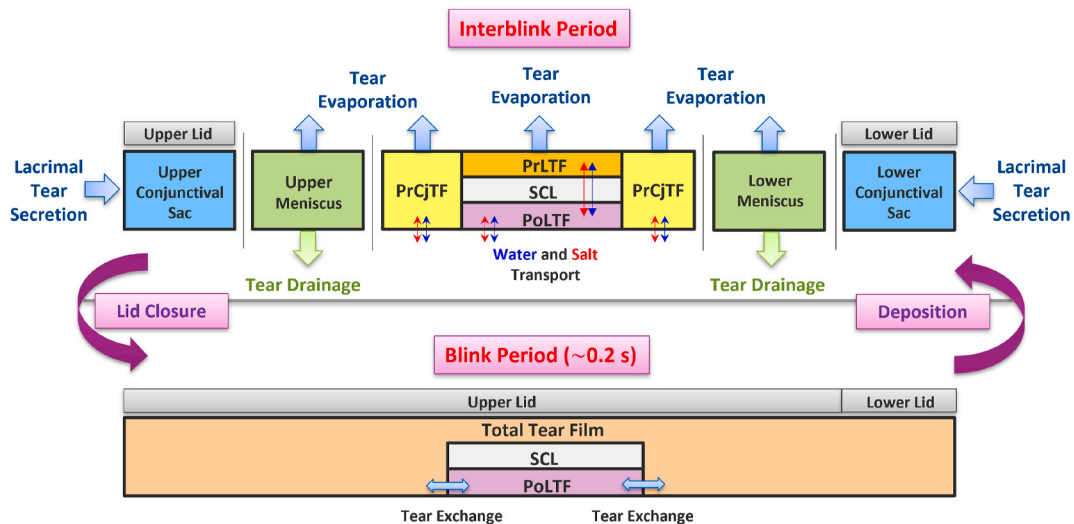 Interblink Period
Tear
Evaporation
Tear
Evaporation
Tear
Evaporation
Upper Lid
Lower Lid
Lacrimal
Tear
Secretion
Upper
Conjunctival
Sac
Upper
Meniscus
PrCjTF
PrLTF
SCL
PoLTF
PrCjTF
Lower
Meniscus
Lower
Conjunctival
Sac
Lacrimal
Tear
Secretion
Water and Salt
Transport
Tear Drainage
Tear Drainage
Lid Closure
Deposition
Blink Period (~0.2 s)
Upper Lid
Lower Lid
Total Tear Film
SCL
PoLTF
Tear Exchange
Tear Exchange